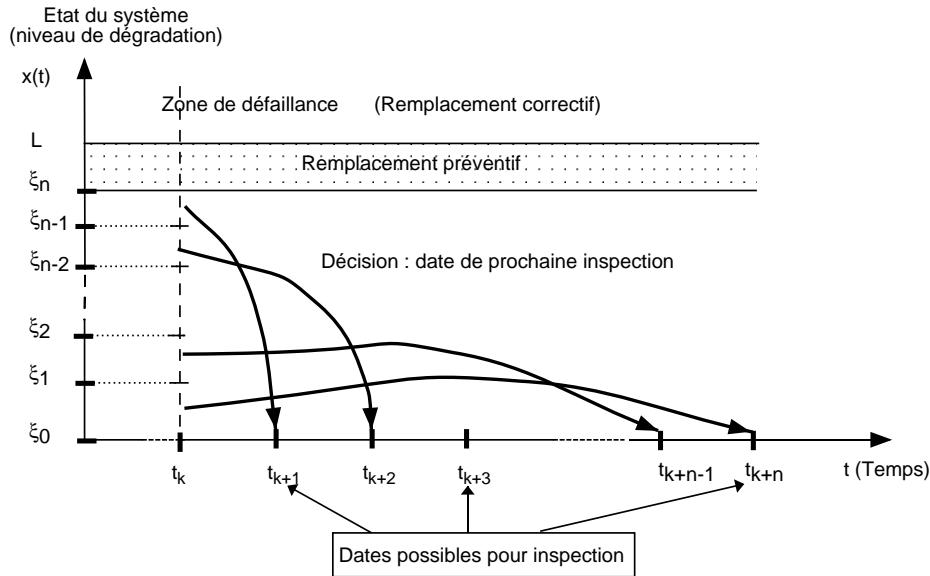 Etat du système
(niveau de dégradation)
x(t)
Zone de défaillance (Remplacement correctif)
L
Remplacement préventif
ξn
ξn-1
Décision : date de prochaine inspection
ξn-2
ξ2
ξ1
ξ0
tk
tk+1
tk+2
tk+3
tk+n-1
tk+n
t (Temps)
Dates possibles pour inspection